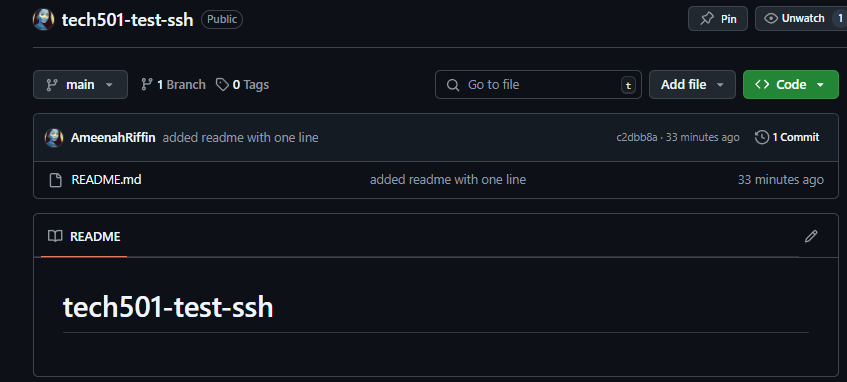 tech501-test-ssh Public Pin Unwatch 1
main 1 Branch 0 Tags Go to file t Add file Code
AmeenahRiffin added readme with one line c2dbb8a · 33 minutes ago 1 Commit
README.md added readme with one line 33 minutes ago
README
tech501-test-ssh